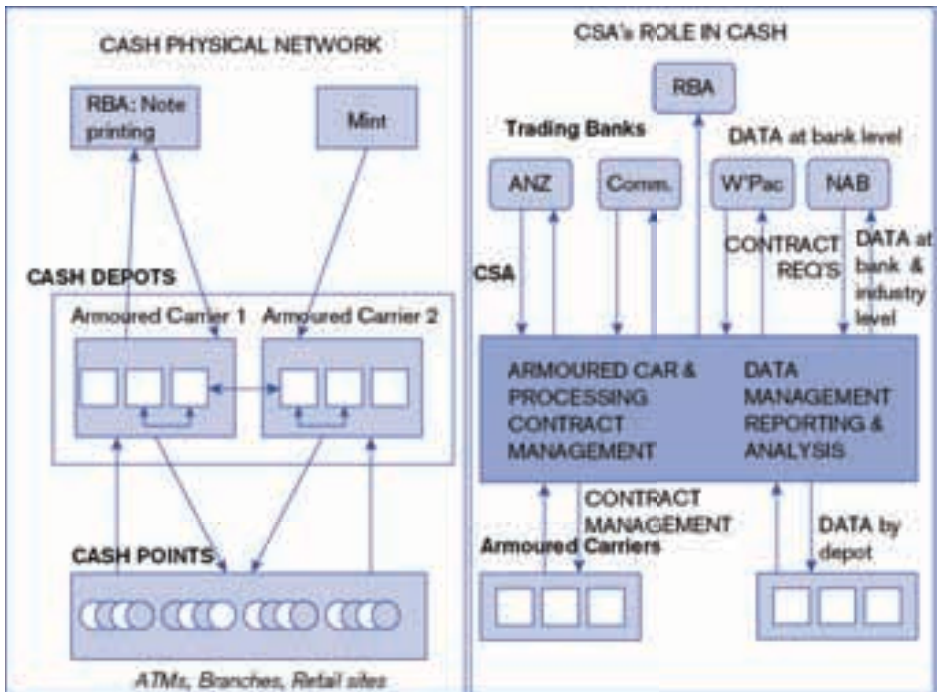 CASH PHYSICAL NETWORK
RBA: Note
printing
Mint
CASH DEPOTS
Armoured Carrier 1
Armoured Carrier 2
CASH POINTS
ATMs, Branches, Retail sites
CSA's ROLE IN CASH
RBA
Trading Banks
DATA at bank level
ANZ
Comm.
W'Pac
NAB
CSA
CONTRACT
REQ'S
DATA at
bank &
industry
level
ARMOURED CAR &
PROCESSING
CONTRACT
MANAGEMENT
DATA
MANAGEMENT
REPORTING &
ANALYSIS
CONTRACT
MANAGEMENT
Armoured Carriers
DATA by
depot